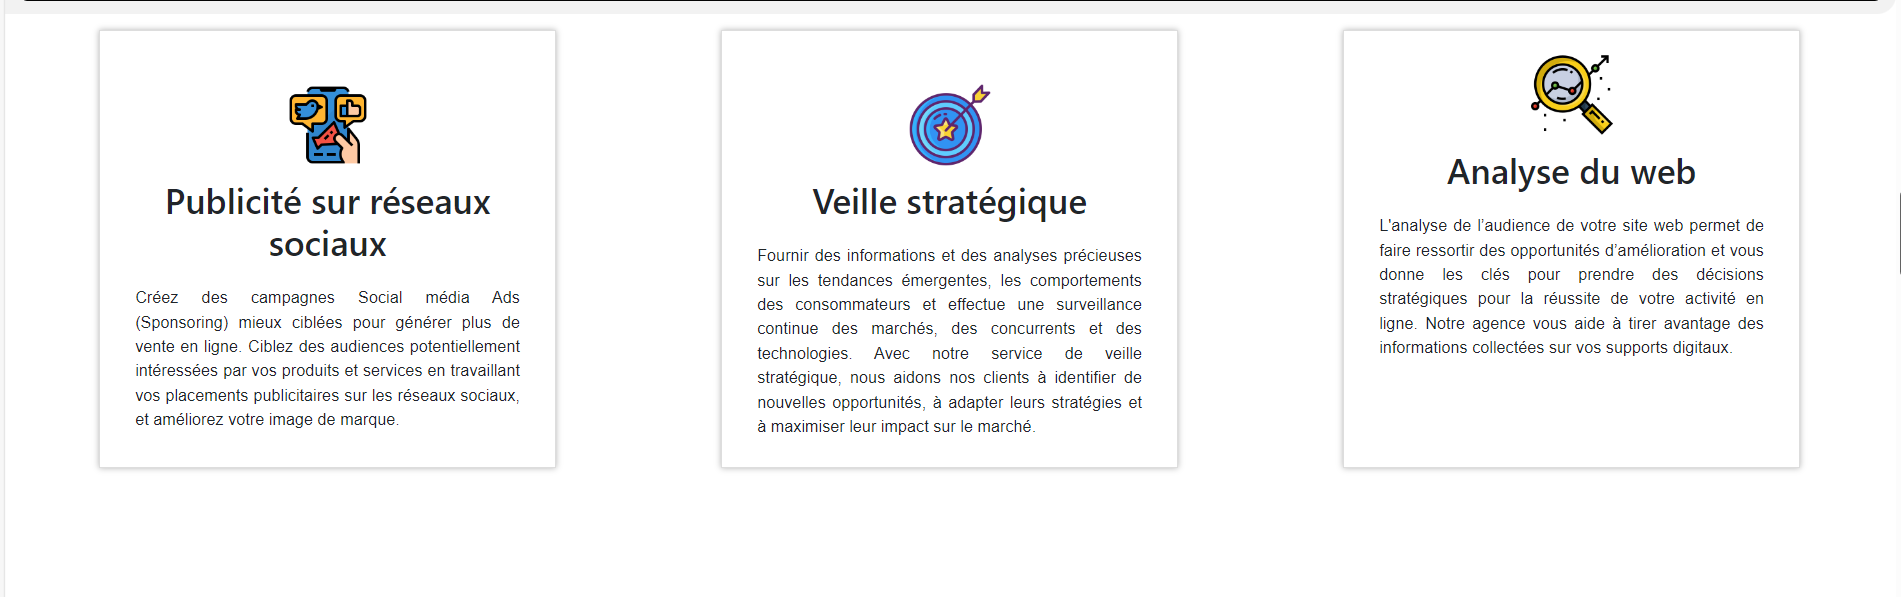 Publicité sur réseaux
sociaux
Créez des campagnes Social média Ads
(Sponsoring) mieux ciblées pour générer plus de
vente en ligne. Ciblez des audiences potentiellement
intéressées par vos produits et services en travaillant
vos placements publicitaires sur les réseaux sociaux,
et améliorez votre image de marque.
Veille stratégique
Fournir des informations et des analyses précieuses
sur les tendances émergentes, les comportements
des consommateurs et effectue une surveillance
continue des marchés, des concurrents et des
technologies. Avec notre service de veille
stratégique, nous aidons nos clients à identifier de
nouvelles opportunités, à adapter leurs stratégies et
à maximiser leur impact sur le marché.
Analyse du web
L'analyse de l’audience de votre site web permet de
faire ressortir des opportunités d’amélioration et vous
donne les clés pour prendre des décisions
stratégiques pour la réussite de votre activité en
ligne. Notre agence vous aide à tirer avantage des
informations collectées sur vos supports digitaux.